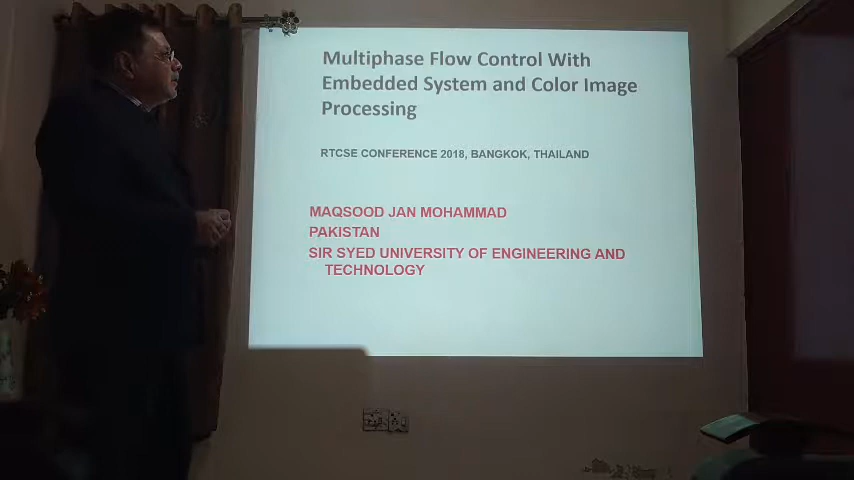 Multiphase Flow Control With
Embedded System and Color Image
Processing
RTCSE CONFERENCE 2018, BANGKOK, THAILAND
MAQSOOD JAN MOHAMMAD
PAKISTAN
SIR SYED UNIVERSITY OF ENGINEERING AND
TECHNOLOGY